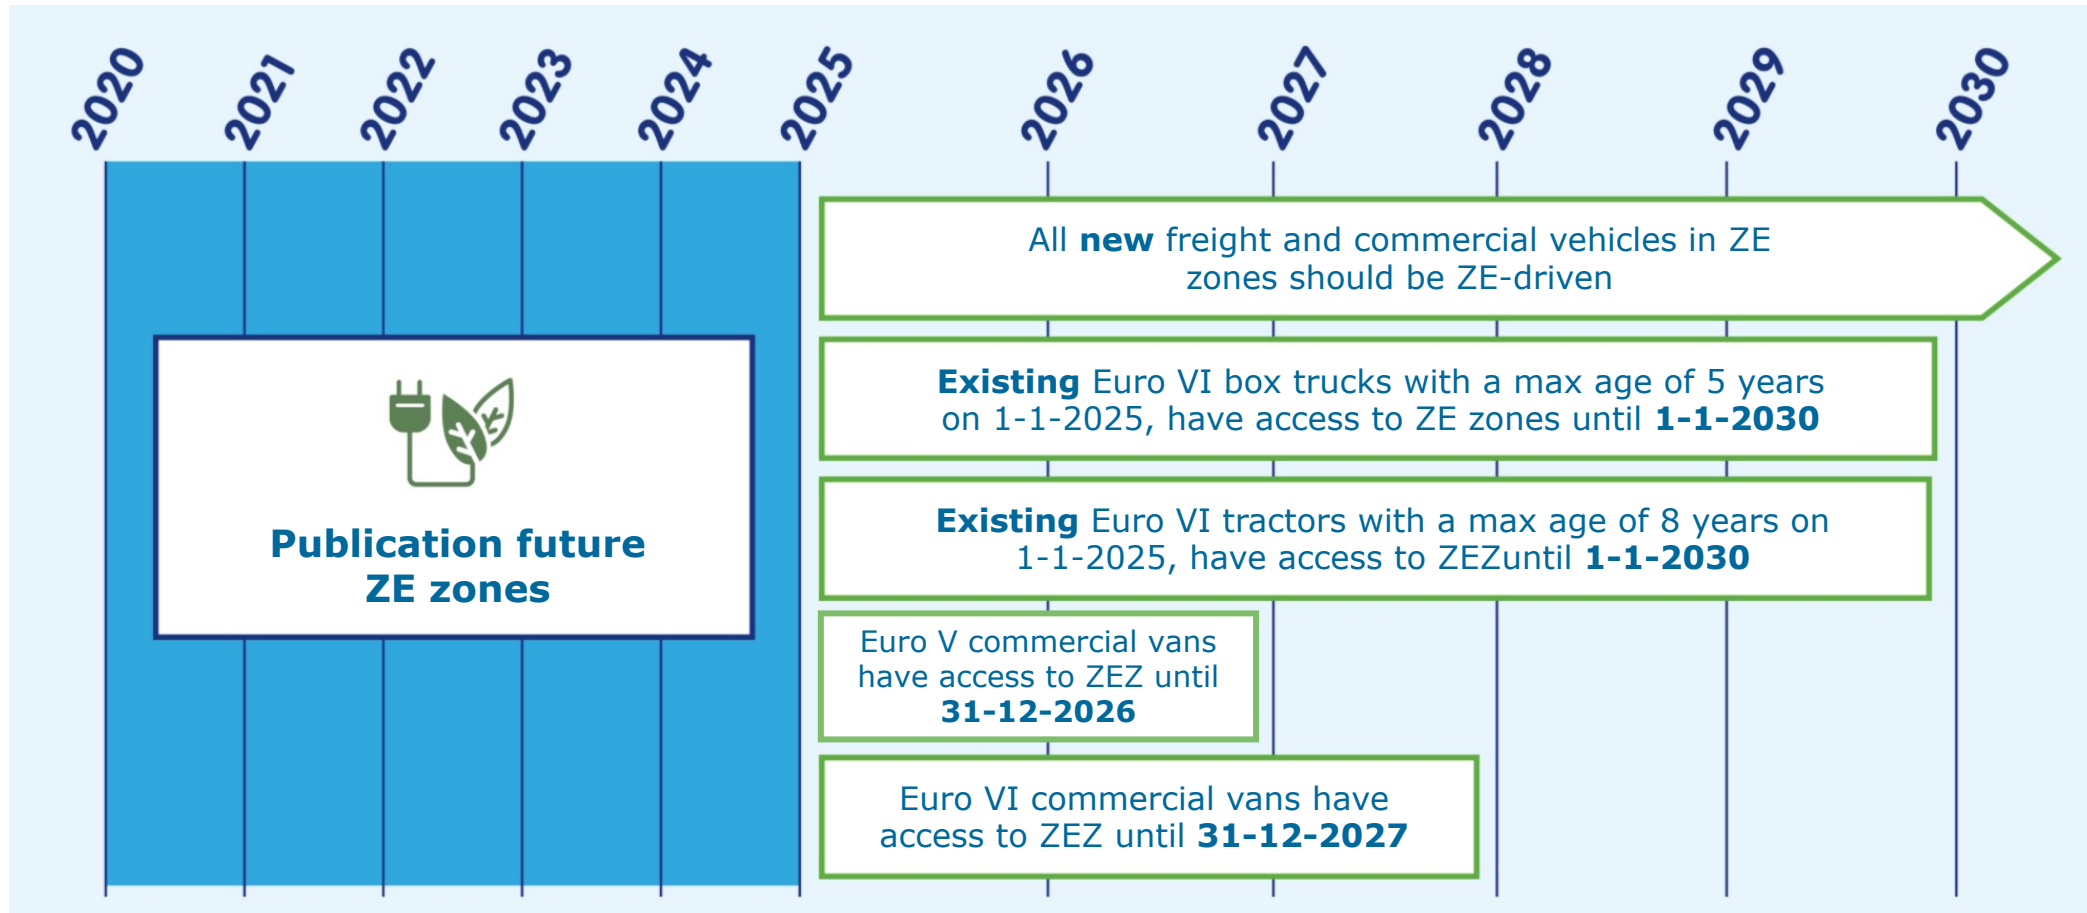 2020
2021
2022
2023
2024
2025
2026
2027
2028
2029
2030
Publication future
ZE zones
All new freight and commercial vehicles in ZE
zones should be ZE-driven
Existing Euro VI box trucks with a max age of 5 years
on 1-1-2025, have access to ZE zones until 1-1-2030
Existing Euro VI tractors with a max age of 8 years on
1-1-2025, have access to ZEZuntil 1-1-2030
Euro V commercial vans
have access to ZEZ until
31-12-2026
Euro VI commercial vans have
access to ZEZ until 31-12-2027